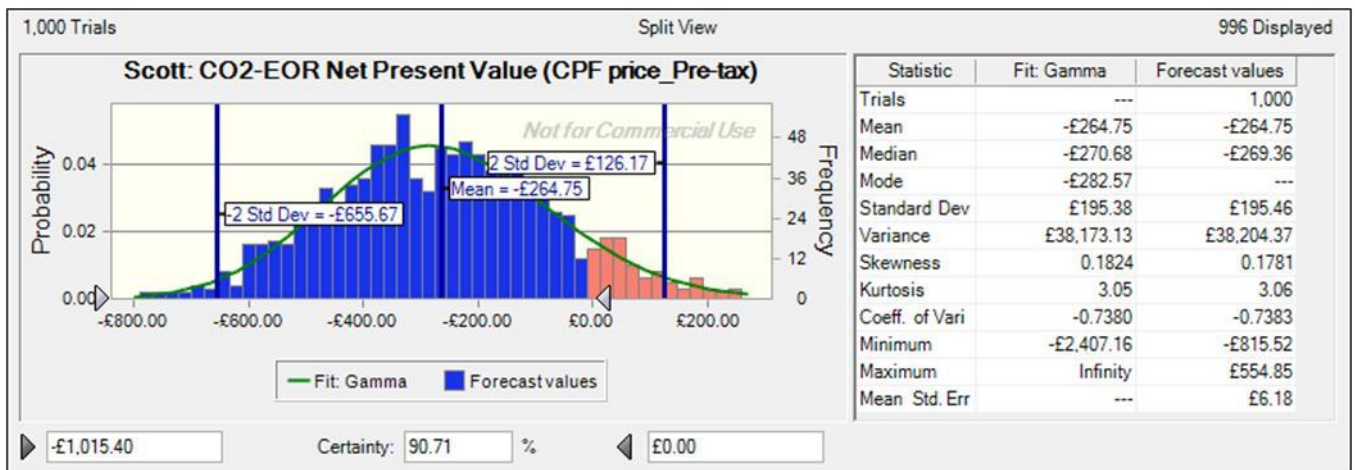 1,000 Trials Split View 996 Displayed
Scott: CO2-EOR Net Present Value (CPF price_Pre-tax)
Not for Commercial Use
Probability
0.04
0.02
0.00
Frequency
48
36
24
12
0
2 Std Dev = £126.17
Mean = -£264.75
-2 Std Dev = -£655.67
-£800.00 -£600.00 -£400.00 -£200.00 £0.00 £200.00
Fit: Gamma Forecast values
Statistic Fit: Gamma Forecast values
Trials --- 1,000
Mean -£264.75 -£264.75
Median -£270.68 -£269.36
Mode -£282.57 ---
Standard Dev £195.38 £195.46
Variance £38,173.13 £38,204.37
Skewness 0.1824 0.1781
Kurtosis 3.05 3.06
Coeff. of Vari -0.7380 -0.7383
Minimum -£2,407.16 -£815.52
Maximum Infinity £554.85
Mean Std. Err --- £6.18
-£1,015.40 Certainty: 90.71 % £0.00